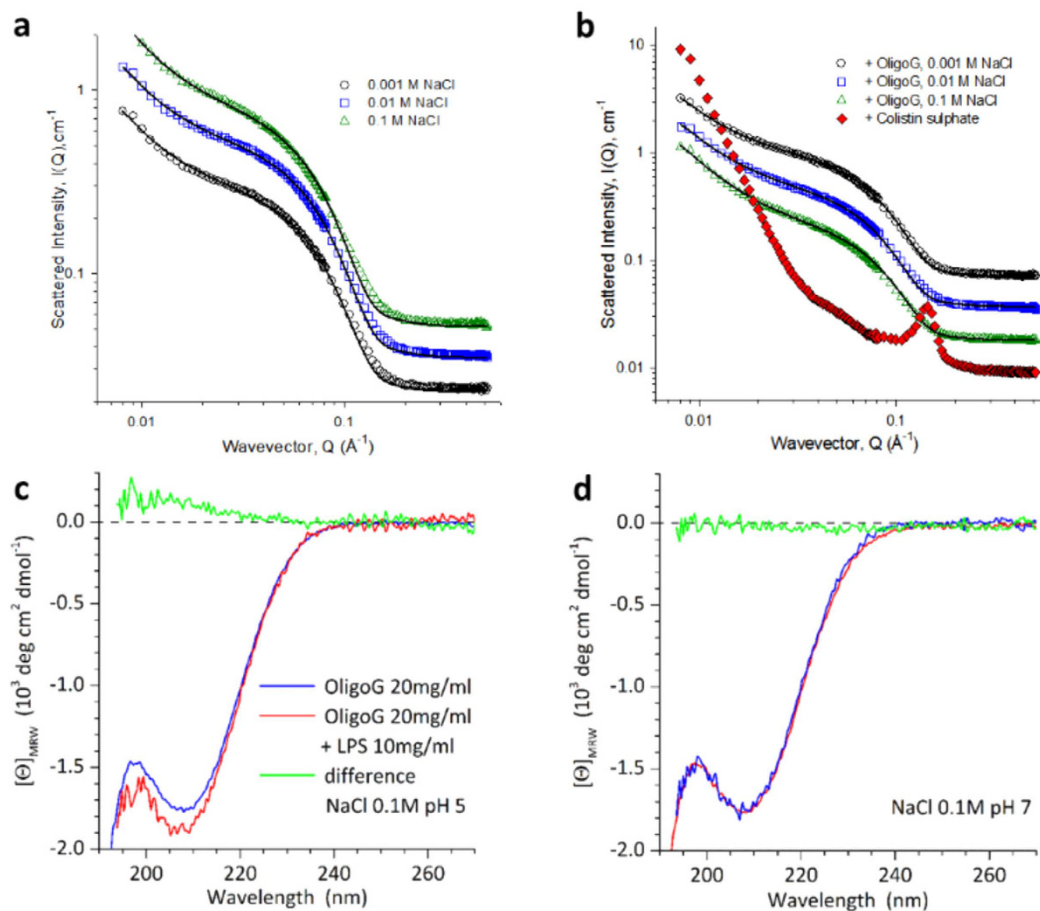 a
Scattered Intensity, I(Q),cm⁻¹
1
0.1
0.001 M NaCl
0.01 M NaCl
0.1 M NaCl
0.01
0.1
Wavevector, Q (Å⁻¹)
b
Scattered Intensity, I(Q), cm⁻¹
10
1
0.1
0.01
+ OligoG, 0.001 M NaCl
+ OligoG, 0.01 M NaCl
+ OligoG, 0.1 M NaCl
+ Colistin sulphate
0.01
0.1
Wavevector, Q (Å⁻¹)
c
[Θ]MRW (10³ deg cm² dmol⁻¹)
0.0
-0.5
-1.0
-1.5
-2.0
OligoG 20mg/ml
OligoG 20mg/ml
+ LPS 10mg/ml
difference
NaCl 0.1M pH 5
200 220 240 260
Wavelength (nm)
d
[Θ]MRW (10³ deg cm² dmol⁻¹)
0.0
-0.5
-1.0
-1.5
-2.0
NaCl 0.1M pH 7
200 220 240 260
Wavelength (nm)